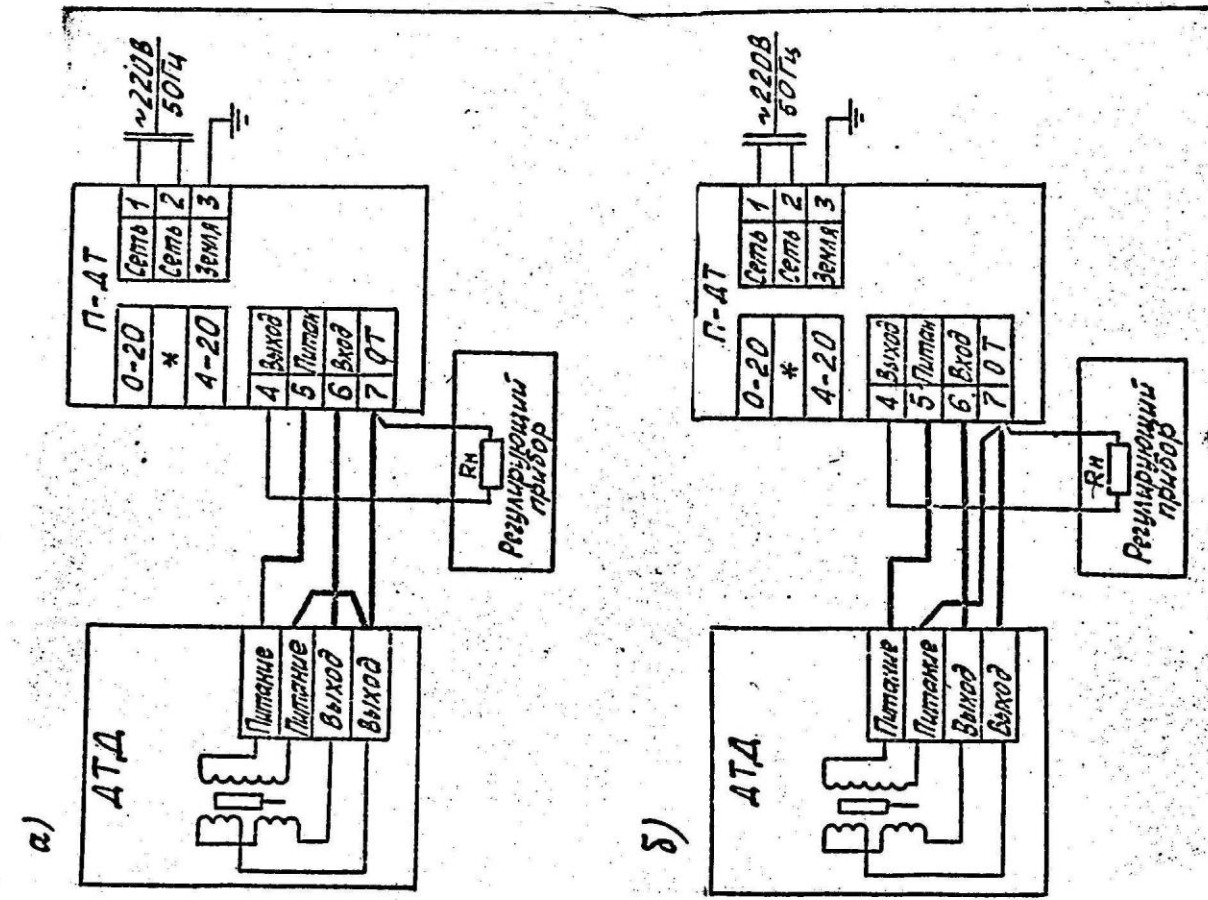 а)
ДТД
Питание
Питание
Выход
Выход
П-ДТ
0-20
*
4-20
Сеть 1
Сеть 2
Земля 3
4 Выход
5 Питан
6 Вход
7 ОТ
~220В
50Гц
Rн
Регулирующий
прибор
б)
ДТД
Питание
Питание
Выход
Выход
П-ДТ
0-20
*
4-20
Сеть 1
Сеть 2
Земля 3
4 Выход
5 Питан
6 Вход
7 ОТ
~220В
50Гц
Rн
Регулирующий
прибор